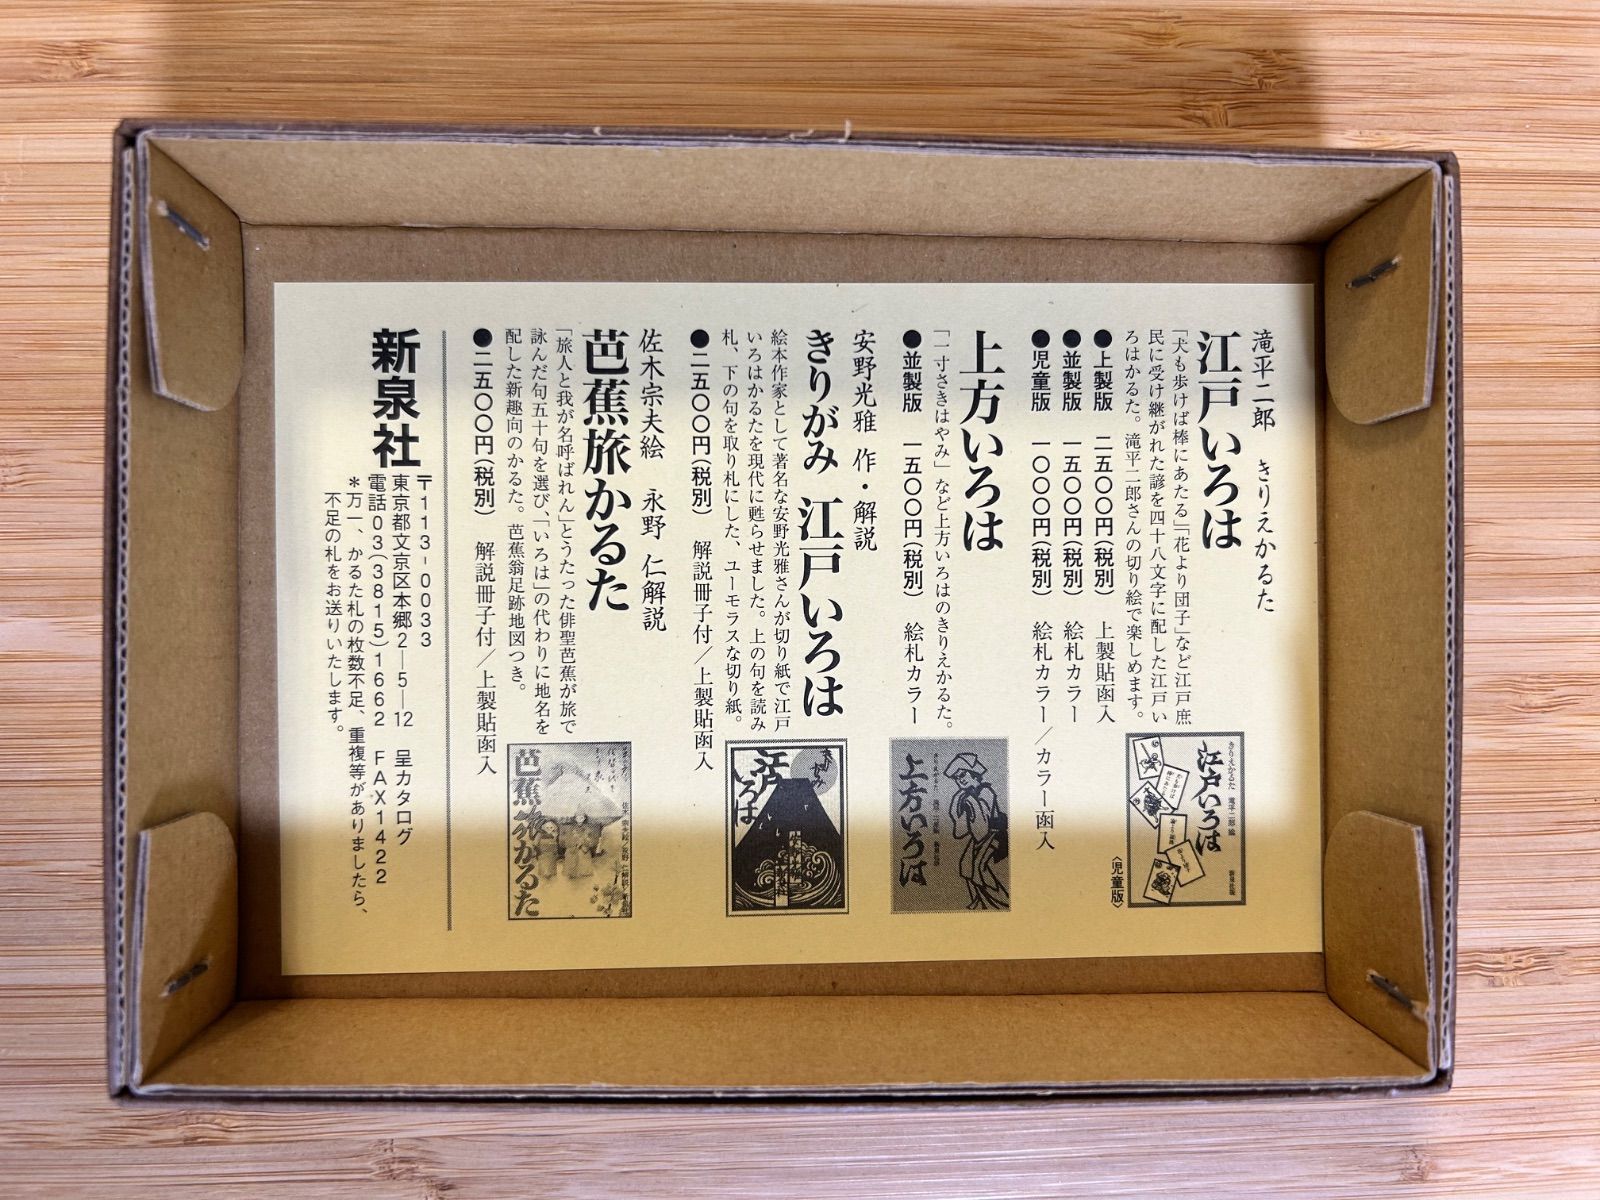 滝平二郎　きりえかるた
江戸いろは
「犬も歩けば棒にあたる」「花より団子」など江戸庶
民に受け継がれた諺を四十八文字に配した江戸い
ろはかるた。滝平二郎さんの切り絵で楽しめます。
●上製版　二五〇〇円（税別）　上製貼函入
●並製版　一五〇〇円（税別）　絵札カラー
●児童版　一〇〇〇円（税別）　絵札カラー／カラー函入
きりえかるた　滝平二郎 絵
江戸いろは
〈児童版〉
上方いろは
「一寸さきはやみ」など上方いろはのきりえかるた。
●並製版　一五〇〇円（税別）　絵札カラー
上方いろは
安野光雅　作・解説
きりがみ　江戸いろは
絵本作家として著名な安野光雅さんが切り紙で江戸
いろはかるたを現代に甦らせました。上の句を読み
札、下の句を取り札にした、ユーモラスな切り紙。
●二五〇〇円（税別）　解説冊子付／上製貼函入
きりがみ
江戸
いろは
佐木宗夫絵　永野　仁解説
芭蕉旅かるた
「旅人と我が名呼ばれん」とうたった俳聖芭蕉が旅で
詠んだ句五十句を選び、「いろは」の代わりに地名を
配した新趣向のかるた。芭蕉翁足跡地図つき。
●二五〇〇円（税別）　解説冊子付／上製貼函入
芭蕉旅かるた
新泉社
〒113-0033
東京都文京区本郷2―5―12　呈カタログ
電話03(3815)1662　FAX1422
＊万一、かるた札の枚数不足、重複等がありましたら、
不足の札をお送りいたします。